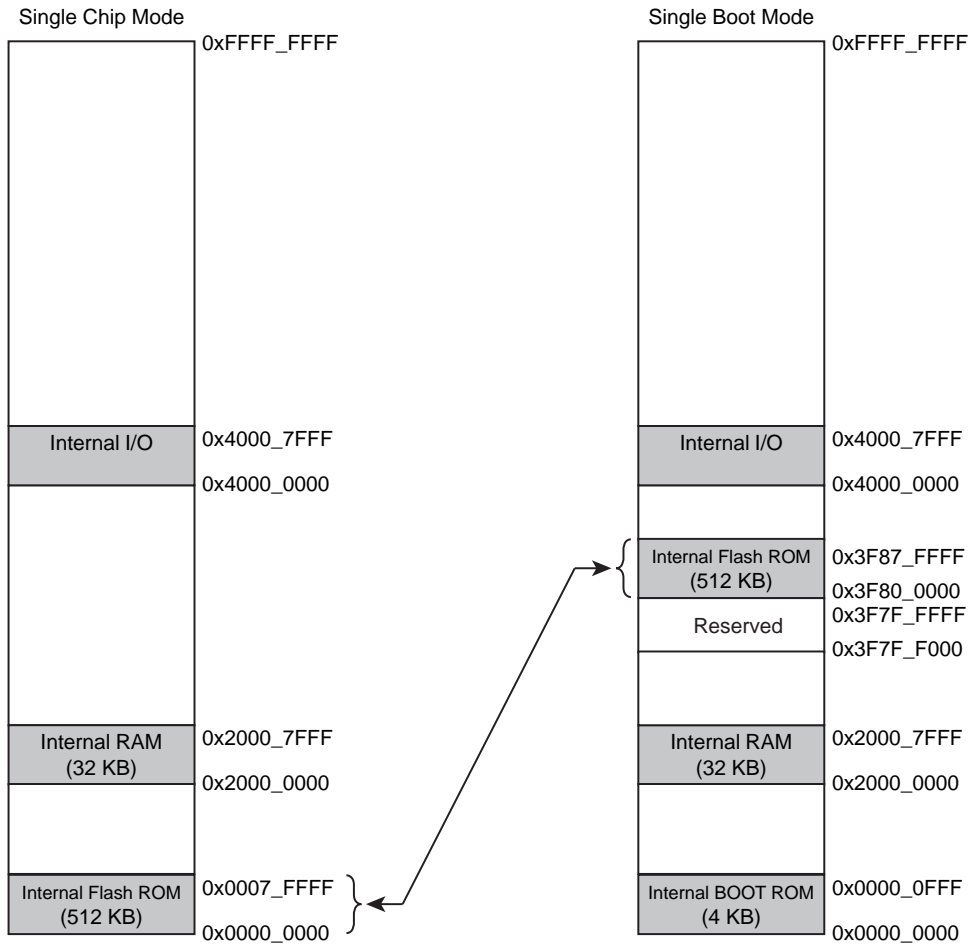 Single Chip Mode
0xFFFF_FFFF
Internal I/O
0x4000_7FFF
0x4000_0000
Internal RAM
(32 KB)
0x2000_7FFF
0x2000_0000
Internal Flash ROM
(512 KB)
0x0007_FFFF
0x0000_0000
Single Boot Mode
0xFFFF_FFFF
Internal I/O
0x4000_7FFF
0x4000_0000
Internal Flash ROM
(512 KB)
0x3F87_FFFF
0x3F80_0000
Reserved
0x3F7F_FFFF
0x3F7F_F000
Internal RAM
(32 KB)
0x2000_7FFF
0x2000_0000
Internal BOOT ROM
(4 KB)
0x0000_0FFF
0x0000_0000